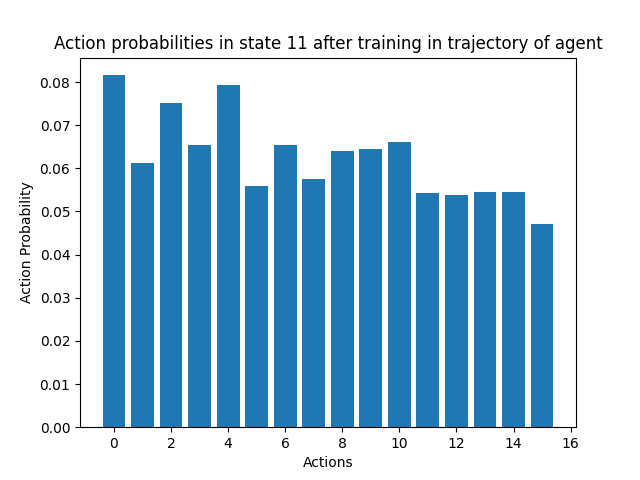 Action probabilities in state 11 after training in trajectory of agent
0.08
0.07
0.06
0.05
0.04
0.03
0.02
0.01
0.00
Action Probability
0 2 4 6 8 10 12 14 16
Actions